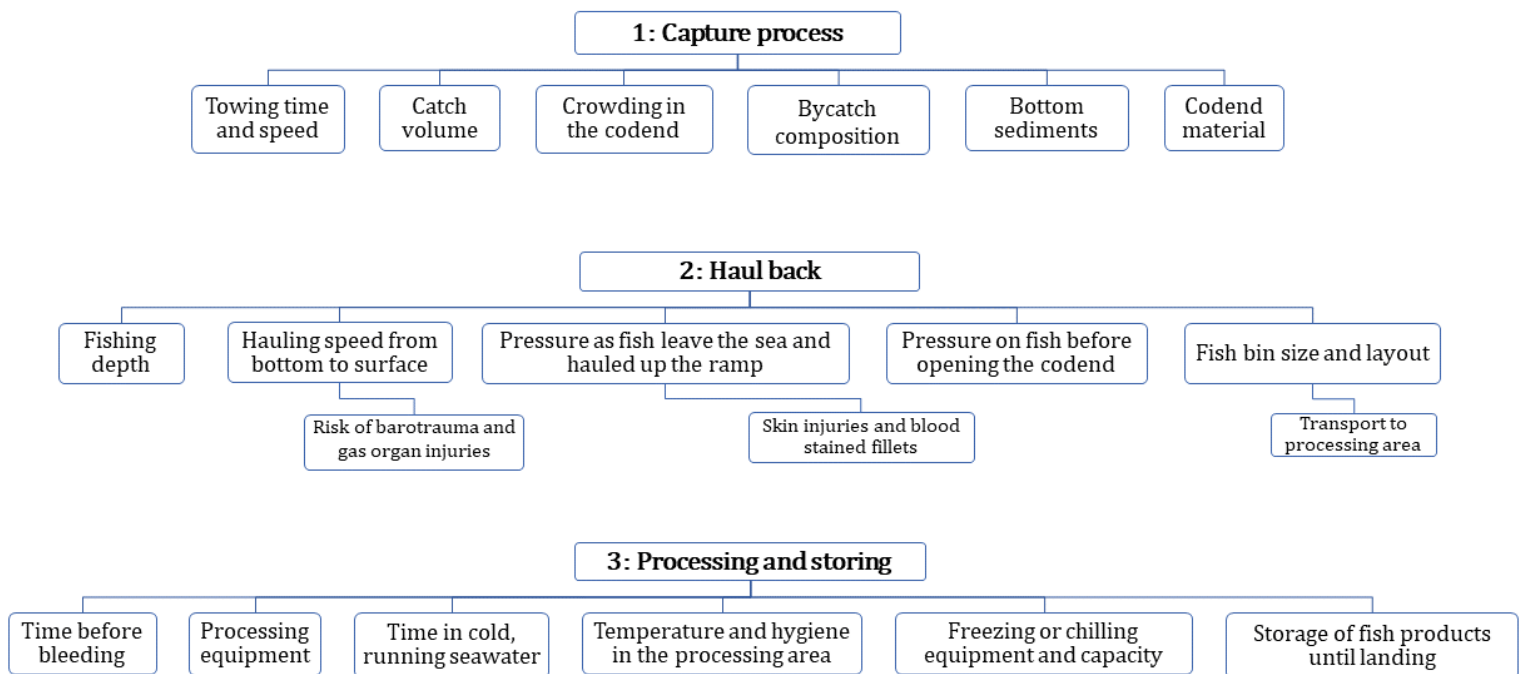 1: Capture process
Towing time
and speed
Catch
volume
Crowding in
the codend
Bycatch
composition
Bottom
sediments
Codend
material
2: Haul back
Fishing
depth
Hauling speed from
bottom to surface
Pressure as fish leave the sea and
hauled up the ramp
Pressure on fish before
opening the codend
Fish bin size and layout
Risk of barotrauma and
gas organ injuries
Skin injuries and blood
stained fillets
Transport to
processing area
3: Processing and storing
Time before
bleeding
Processing
equipment
Time in cold,
running seawater
Temperature and hygiene
in the processing area
Freezing or chilling
equipment and capacity
Storage of fish products
until landing